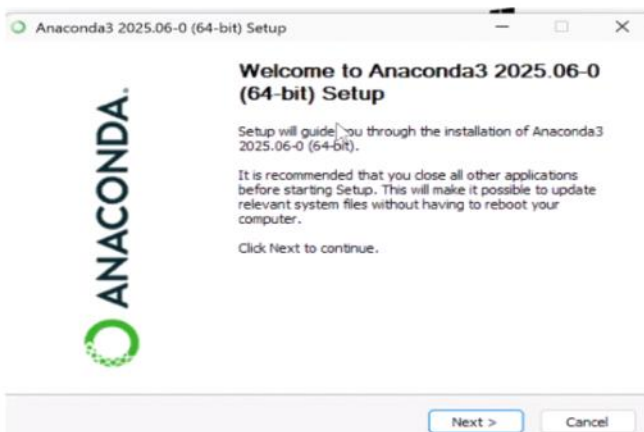 Anaconda3 2025.06-0 (64-bit) Setup
ANACONDA.
Welcome to Anaconda3 2025.06-0
(64-bit) Setup
Setup will guide you through the installation of Anaconda3
2025.06-0 (64-bit).
It is recommended that you close all other applications
before starting Setup. This will make it possible to update
relevant system files without having to reboot your
computer.
Click Next to continue.
Next >
Cancel